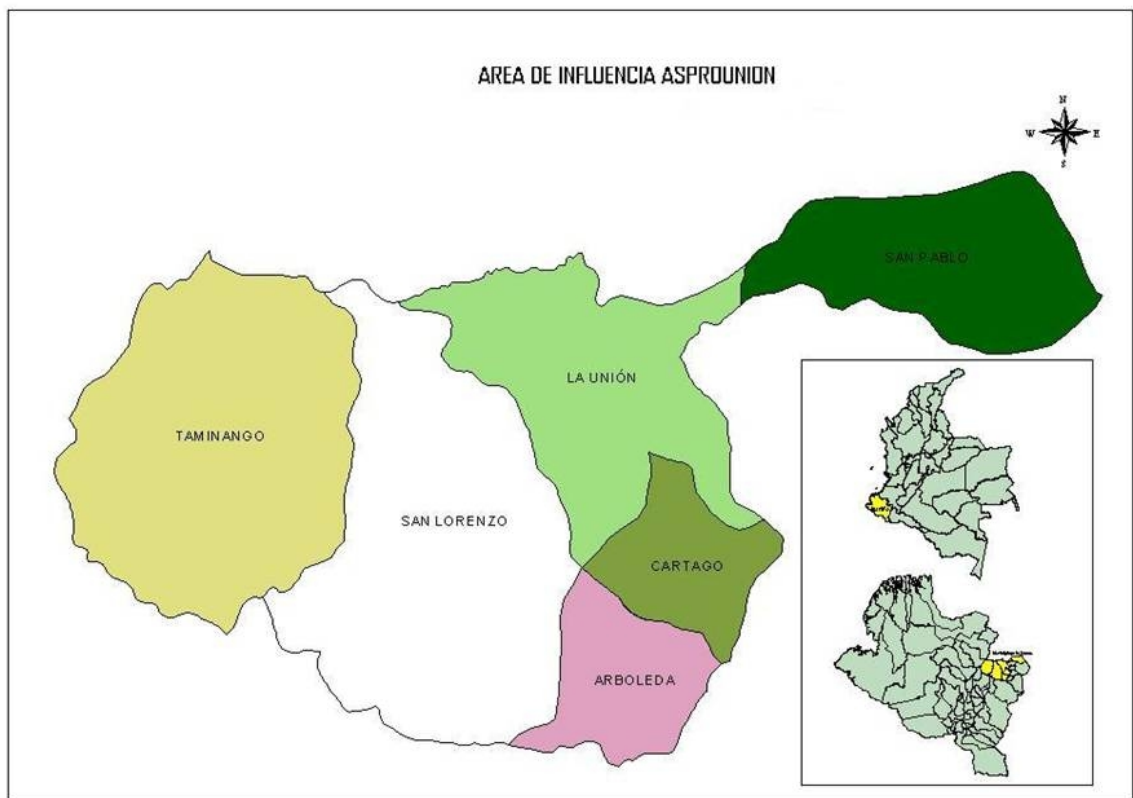 AREA DE INFLUENCIA ASPROUNION
N
W E
S
SAN PABLO
LA UNIÓN
TAMINANGO
SAN LORENZO
CARTAGO
ARBOLEDA